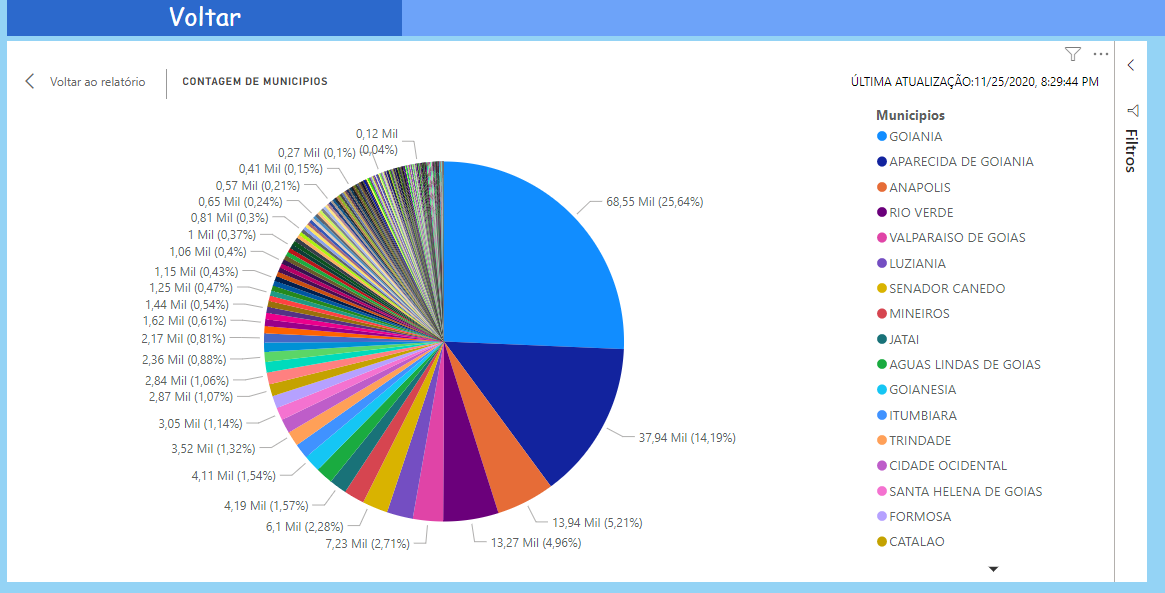 Voltar
Voltar ao relatório
CONTAGEM DE MUNICIPIOS
ÚLTIMA ATUALIZAÇÃO:11/25/2020, 8:29:44 PM
Filtros
0,12 Mil
(0,04%)
0,27 Mil (0,1%)
0,41 Mil (0,15%)
0,57 Mil (0,21%)
0,65 Mil (0,24%)
0,81 Mil (0,3%)
1 Mil (0,37%)
1,06 Mil (0,4%)
1,15 Mil (0,43%)
1,25 Mil (0,47%)
1,44 Mil (0,54%)
1,62 Mil (0,61%)
2,17 Mil (0,81%)
2,36 Mil (0,88%)
2,84 Mil (1,06%)
2,87 Mil (1,07%)
3,05 Mil (1,14%)
3,52 Mil (1,32%)
4,11 Mil (1,54%)
4,19 Mil (1,57%)
6,1 Mil (2,28%)
7,23 Mil (2,71%)
13,27 Mil (4,96%)
13,94 Mil (5,21%)
37,94 Mil (14,19%)
68,55 Mil (25,64%)
Municipios
GOIANIA
APARECIDA DE GOIANIA
ANAPOLIS
RIO VERDE
VALPARAISO DE GOIAS
LUZIANIA
SENADOR CANEDO
MINEIROS
JATAI
AGUAS LINDAS DE GOIAS
GOIANESIA
ITUMBIARA
TRINDADE
CIDADE OCIDENTAL
SANTA HELENA DE GOIAS
FORMOSA
CATALAO